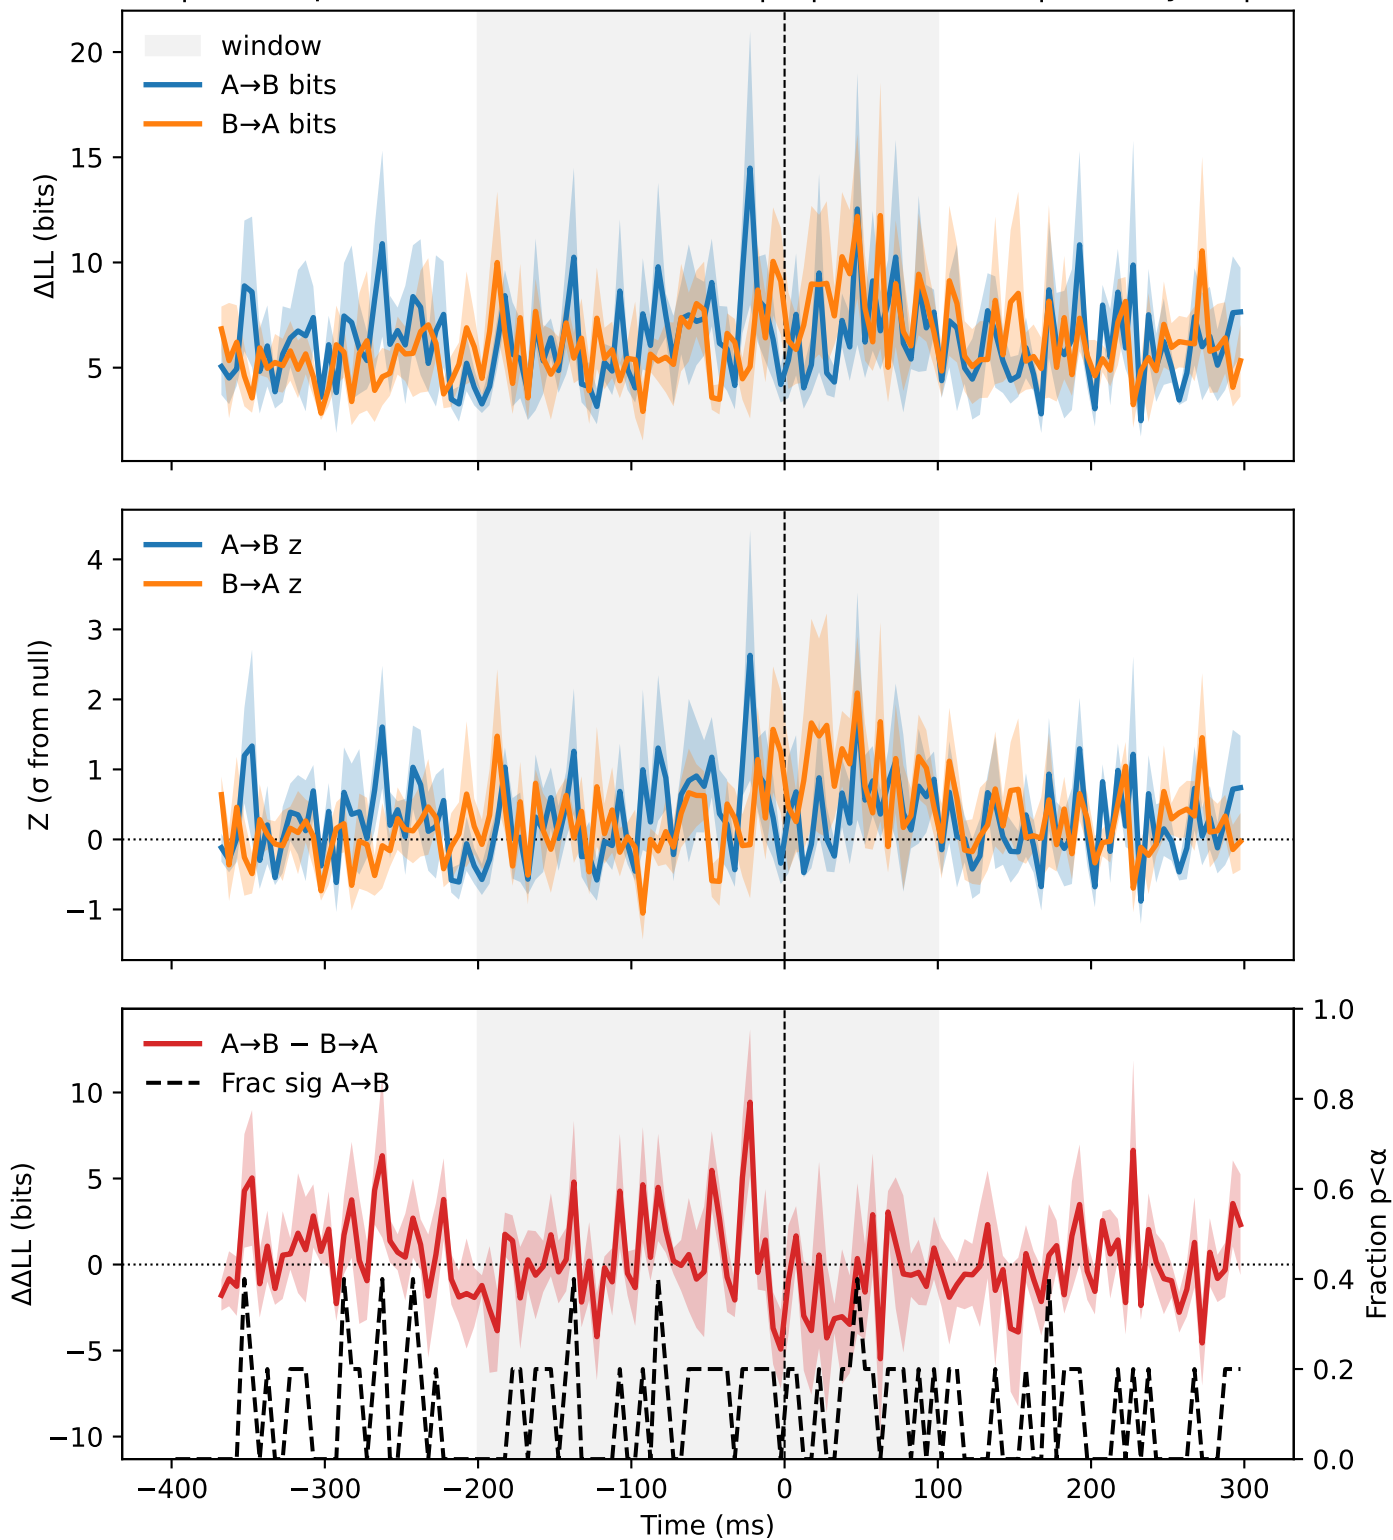 20
15
10
5
ΔLL (bits)
window
A→B bits
B→A bits
4
3
2
1
0
−1
Z (σ from null)
A→B z
B→A z
10
5
0
−5
−10
ΔΔLL (bits)
A→B − B→A
Frac sig A→B
1.0
0.8
0.6
0.4
0.2
0.0
Fraction p<α
−400 −300 −200 −100 0 100 200 300
Time (ms)